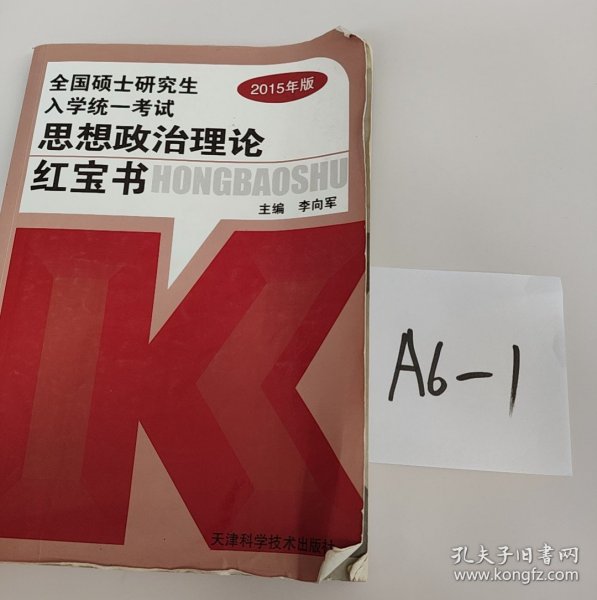 全国硕士研究生
2015年版
入学统一考试
思想政治理论
红宝书HONGBAOSHU
主编 李向军
A6-1
天津科学技术出版社
孔夫子旧书网
www.kongfz.com